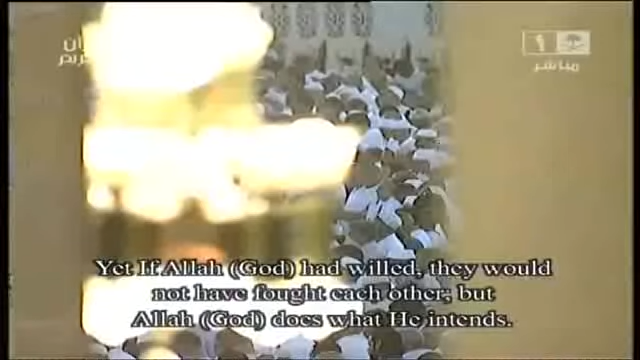 ١
مباشر
Yet If Allah (God) had willed, they would
not have fought each other; but
Allah (God) does what He intends.